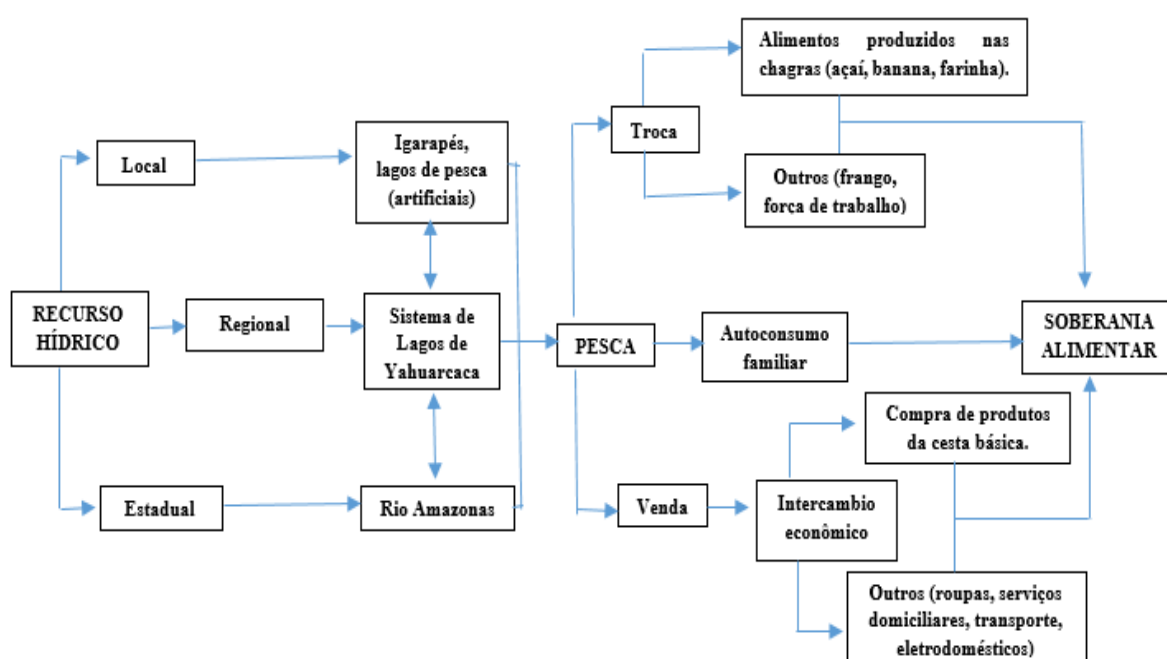 Alimentos produzidos nas
chagras (açaí, banana, farinha).
Troca
Outros (frango,
força de trabalho)
Local
Igarapés,
lagos de pesca
(artificiais)
RECURSO
HÍDRICO
Regional
Sistema de
Lagos de
Yahuarcaca
PESCA
Autoconsumo
familiar
SOBERANIA
ALIMENTAR
Estadual
Rio Amazonas
Venda
Intercambio
econômico
Compra de produtos
da cesta básica.
Outros (roupas, serviços
domiciliares, transporte,
eletrodomésticos)